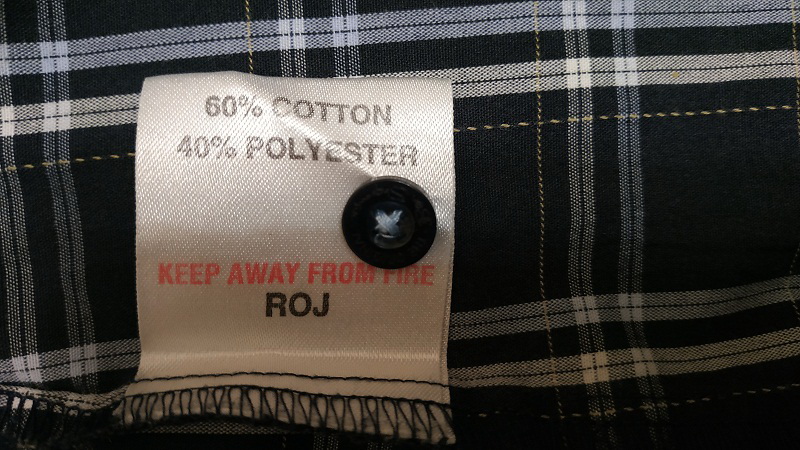 60% COTTON
40% POLYESTER
KEEP AWAY FROM FIRE
ROJ